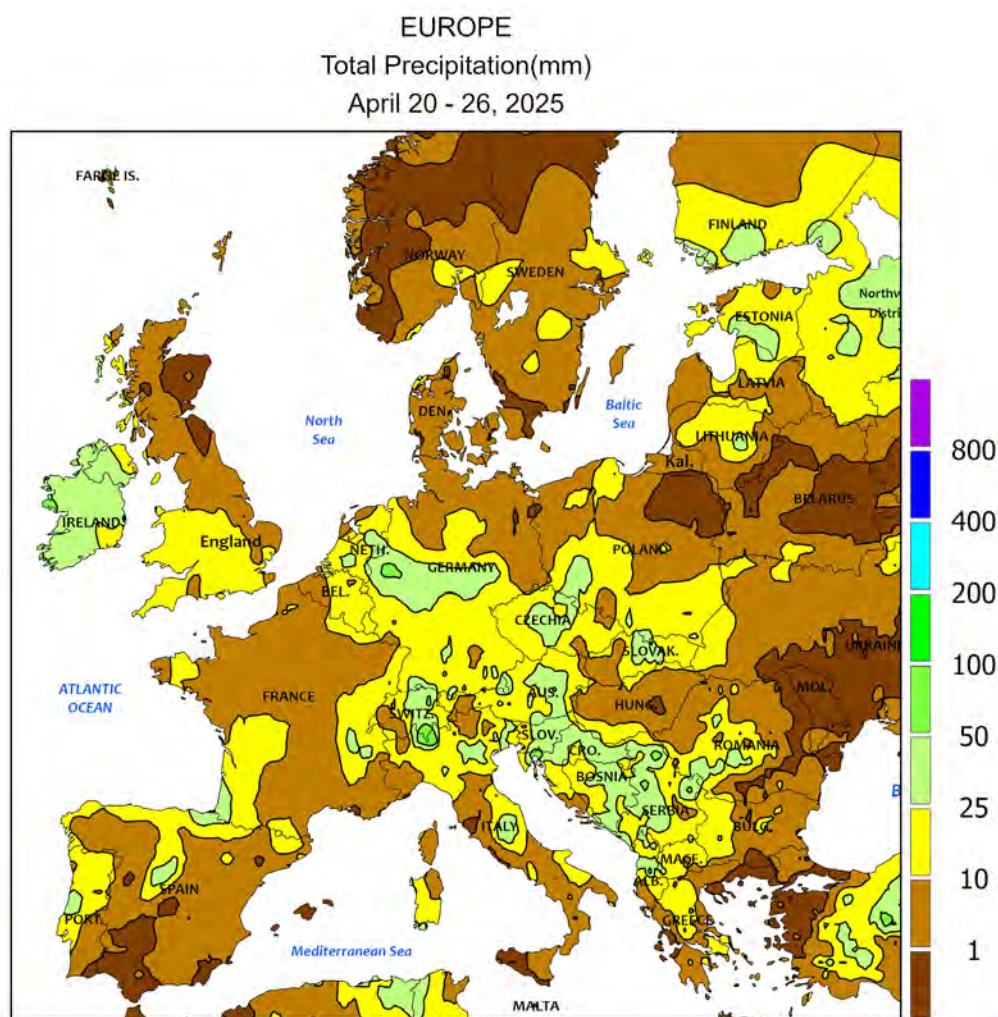 EUROPE
Total Precipitation(mm)
April 20 - 26, 2025
FAROE IS.
FINLAND
NORWAY
SWEDEN
Northw
Distri
ESTONIA
LATVIA
DEN.
North
Sea
Baltic
Sea
LITHUANIA
Kal.
BELARUS
IRELAND
England
NETH.
GERMANY
POLAND
BEL.
CZECHIA
SLOVAK.
UKRAINE
ATLANTIC
OCEAN
FRANCE
SWITZ.
AUS.
HUNG.
MOL.
SLOV.
CRO.
ROMANIA
BOSNIA
SERBIA
B
ITALY
BULG.
MACE.
ALB.
SPAIN
PORT.
GREECE
Mediterranean Sea
MALTA
800
400
200
100
50
25
10
1